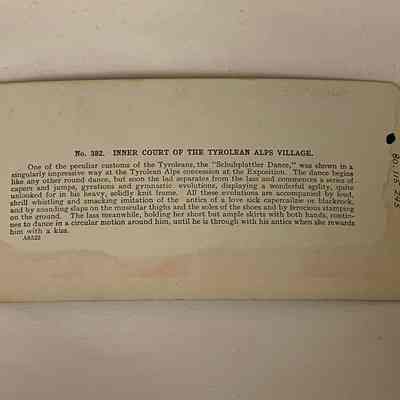 No. 382. INNER COURT OF THE TYROLEAN ALPS VILLAGE.
One of the peculiar customs of the Tyroleans, the "Schuhplattler Dance," was shown in a
singularly impressive way at the Tyrolean Alps concession at the Exposition. The dance begins
like any other round dance, but soon the lad separates from the lass and commences a series of
capers and jumps, gyrations and gymnastic evolutions, displaying a wonderful agility, quite
unlooked for in his heavy, solidly knit frame. All these evolutions are accompanied by loud,
shrill whistling and smacking imitation of the antics of a love sick capercailzie or blackcock,
and by sounding slaps on the muscular thighs and the soles of the shoes and by ferocious stamping
on the ground. The lass meanwhile, holding her short but ample skirts with both hands, contin-
ues to dance in a circular motion around him, until he is through with his antics when she rewards
him with a kiss.